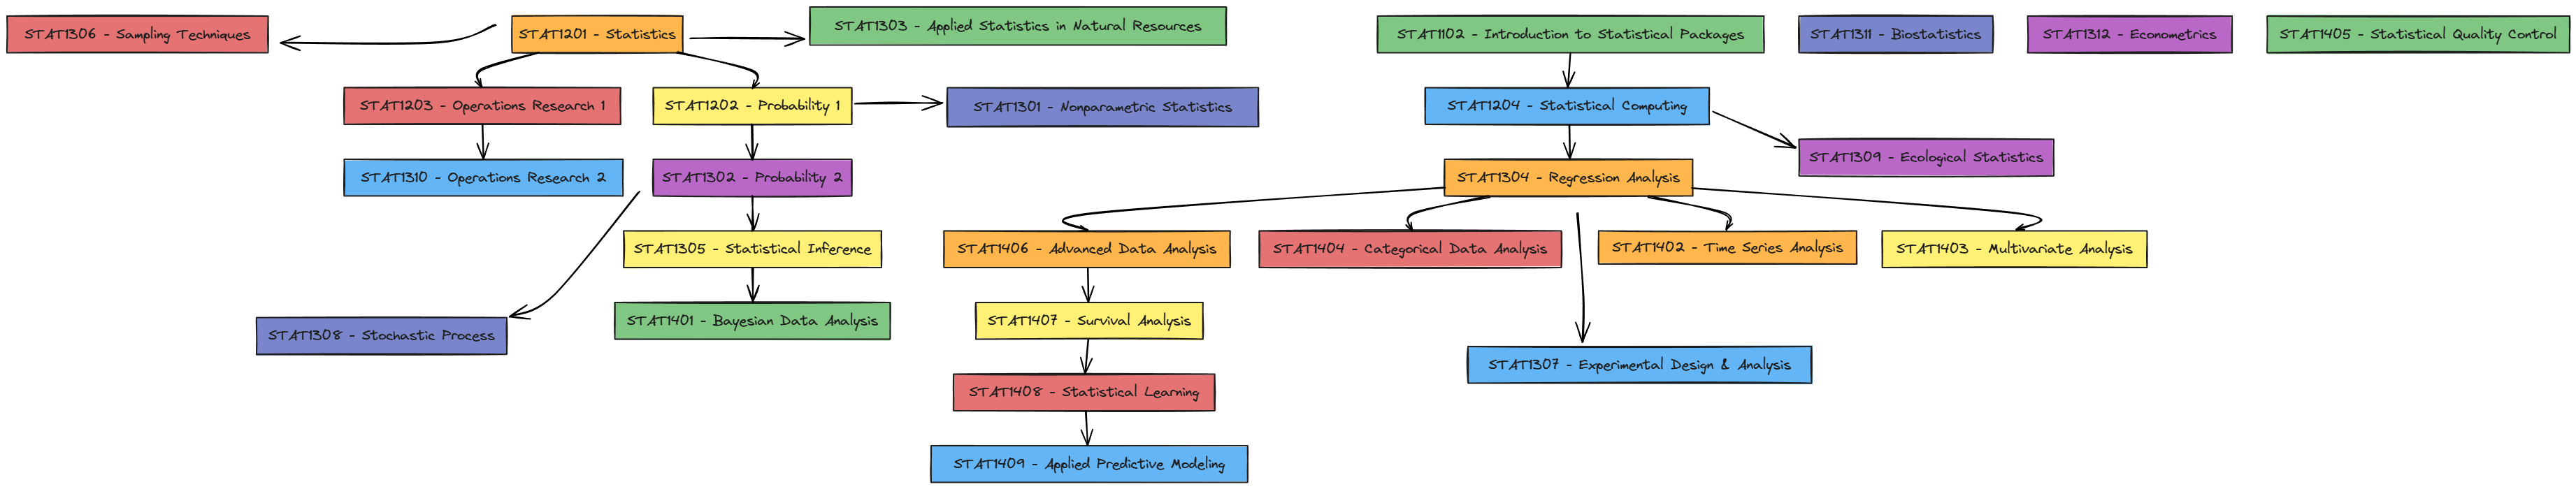 STAT1306 - Sampling Techniques
STAT1201 - Statistics
STAT1303 - Applied Statistics in Natural Resources
STAT1102 - Introduction to Statistical Packages
STAT1311 - Biostatistics
STAT1312 - Econometrics
STAT1405 - Statistical Quality Control
STAT1203 - Operations Research 1
STAT1202 - Probability 1
STAT1301 - Nonparametric Statistics
STAT1204 - Statistical Computing
STAT1309 - Ecological Statistics
STAT1310 - Operations Research 2
STAT1302 - Probability 2
STAT1304 - Regression Analysis
STAT1305 - Statistical Inference
STAT1406 - Advanced Data Analysis
STAT1404 - Categorical Data Analysis
STAT1402 - Time Series Analysis
STAT1403 - Multivariate Analysis
STAT1308 - Stochastic Process
STAT1401 - Bayesian Data Analysis
STAT1407 - Survival Analysis
STAT1307 - Experimental Design & Analysis
STAT1408 - Statistical Learning
STAT1409 - Applied Predictive Modeling